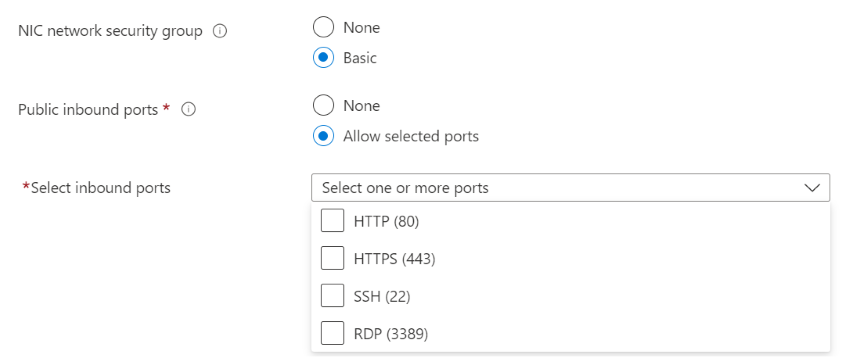 NIC network security group
None
Basic
Public inbound ports *
None
Allow selected ports
*Select inbound ports
Select one or more ports
HTTP (80)
HTTPS (443)
SSH (22)
RDP (3389)